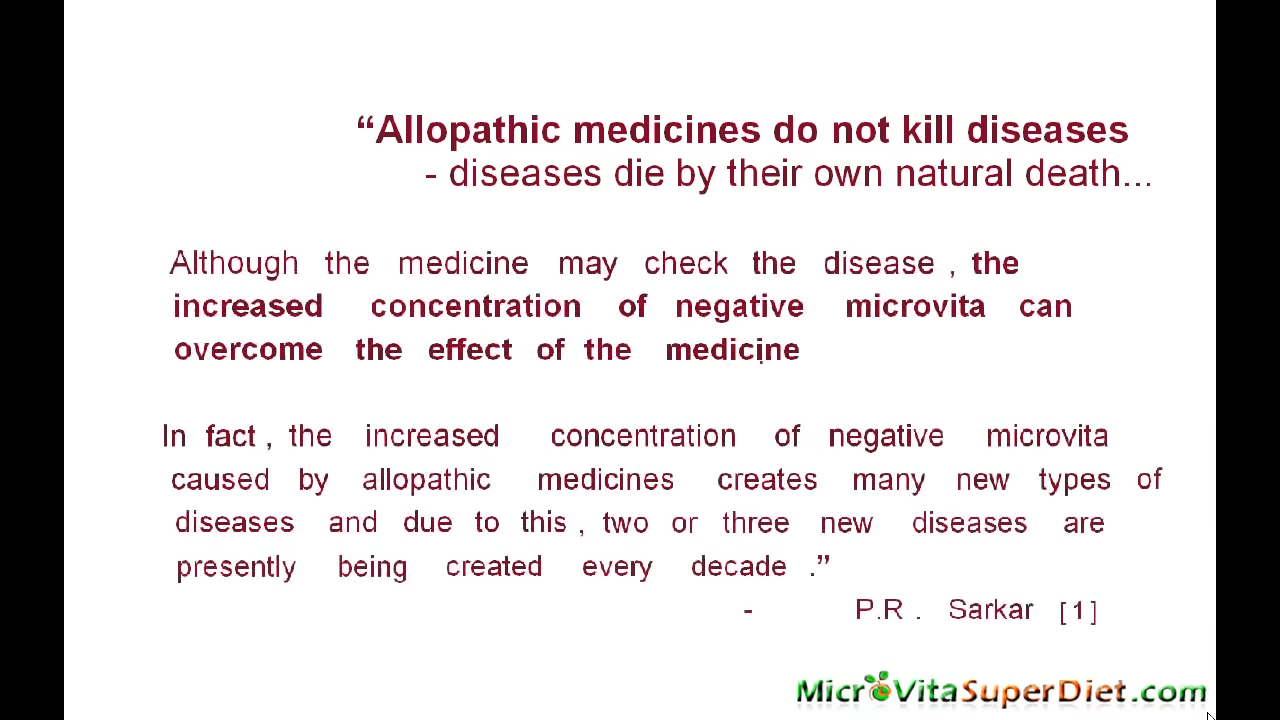 “Allopathic medicines do not kill diseases
- diseases die by their own natural death...
Although the medicine may check the disease , the
increased concentration of negative microvita can
overcome the effect of the medicine
In fact , the increased concentration of negative microvita
caused by allopathic medicines creates many new types of
diseases and due to this , two or three new diseases are
presently being created every decade .”
- P.R . Sarkar [1]
MicroVitaSuperDiet.com